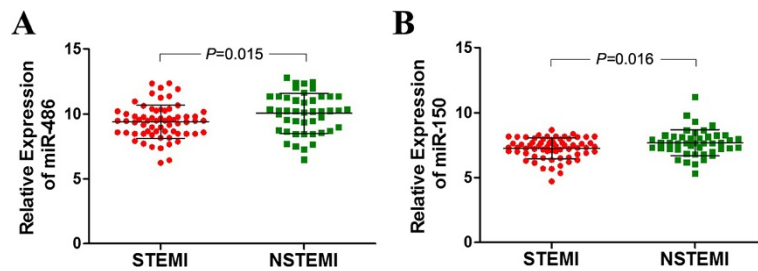 A
Relative Expression
of miR-486
15
10
5
0
P=0.015
STEMI
NSTEMI
B
Relative Expression
of miR-150
15
10
5
0
P=0.016
STEMI
NSTEMI